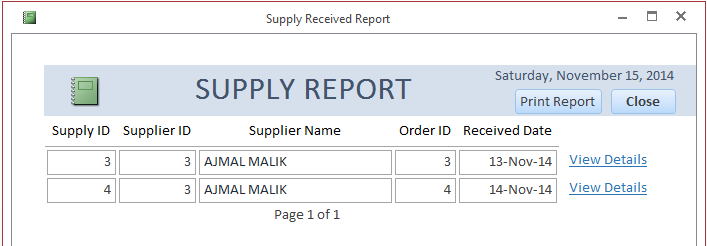 Supply Received Report
Saturday, November 15, 2014
SUPPLY REPORT
Print Report Close
Supply ID Supplier ID Supplier Name Order ID Received Date
3 3 AJMAL MALIK 3 13-Nov-14 View Details
4 3 AJMAL MALIK 4 14-Nov-14 View Details
Page 1 of 1